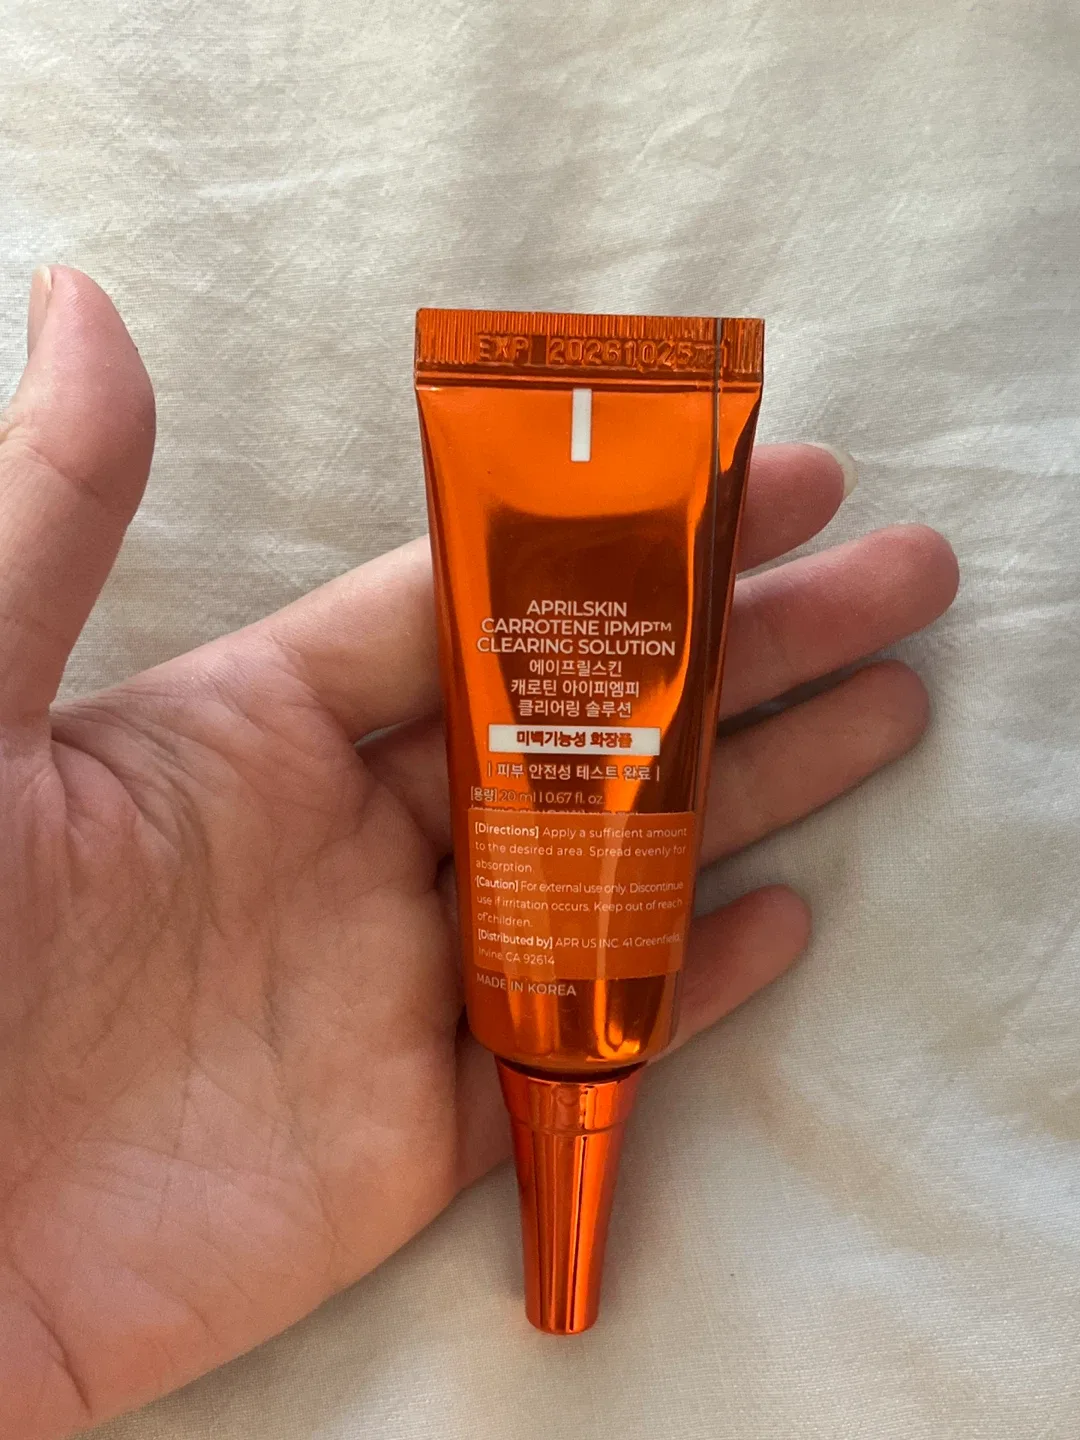 EXP 20261025
APRILSKIN
CARROTENE IPMP™
CLEARING SOLUTION
에이프릴스킨
캐로틴 아이피엠피
클리어링 솔루션
미백기능성 화장품
| 피부 안전성 테스트 완료 |
[용량] 20 ml | 0.67 fl. oz.
[Directions] Apply a sufficient amount
to the desired area. Spread evenly for
absorption.
[Caution] For external use only. Discontinue
use if irritation occurs. Keep out of reach
of children.
[Distributed by] APR US INC. 41 Greenfield,
Irvine, CA 92614
MADE IN KOREA